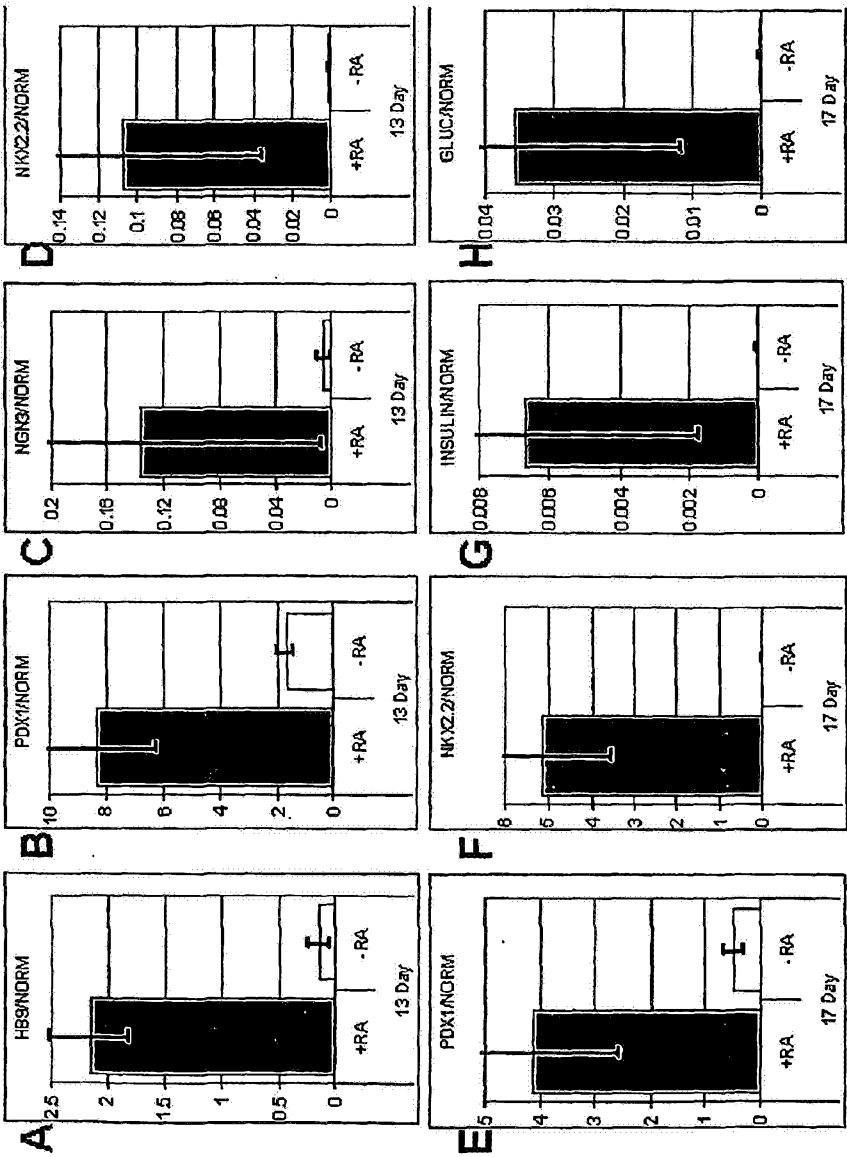 A
HB9/NORM
2.5
2
1.5
1
0.5
0
+RA
-RA
13 Day
B
PDX1/NORM
10
8
6
4
2
0
+RA
-RA
13 Day
C
NGN3/NORM
0.2
0.16
0.12
0.08
0.04
0
+RA
-RA
13 Day
D
NKX2.2/NORM
0.14
0.12
0.1
0.08
0.06
0.04
0.02
0
+RA
-RA
13 Day
E
PDX1/NORM
5
4
3
2
1
0
+RA
-RA
17 Day
F
NKX2.2/NORM
6
5
4
3
2
1
0
+RA
-RA
17 Day
G
INSULIN/NORM
0.008
0.006
0.004
0.002
0
+RA
-RA
17 Day
H
GLUC/NORM
0.04
0.03
0.02
0.01
0
+RA
-RA
17 Day